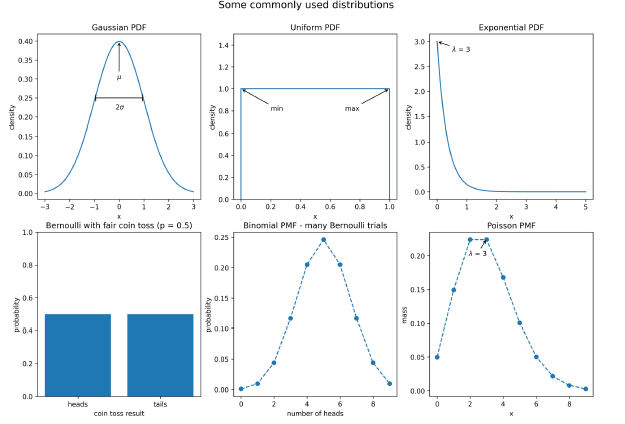 Some commonly used distributions
Gaussian PDF
density
0.40
0.35
0.30
0.25
0.20
0.15
0.10
0.05
0.00
μ
2σ
−3 −2 −1 0 1 2 3
x
Uniform PDF
density
1.4
1.2
1.0
0.8
0.6
0.4
0.2
0.0
min max
0.0 0.2 0.4 0.6 0.8 1.0
x
Exponential PDF
density
3.0
2.5
2.0
1.5
1.0
0.5
0.0
λ = 3
0 1 2 3 4 5
x
Bernoulli with fair coin toss (p = 0.5)
probability
1.0
0.8
0.6
0.4
0.2
0.0
heads tails
coin toss result
Binomial PMF - many Bernoulli trials
probability
0.25
0.20
0.15
0.10
0.05
0.00
0 2 4 6 8
number of heads
Poisson PMF
mass
0.20
0.15
0.10
0.05
0.00
λ = 3
0 2 4 6 8
x